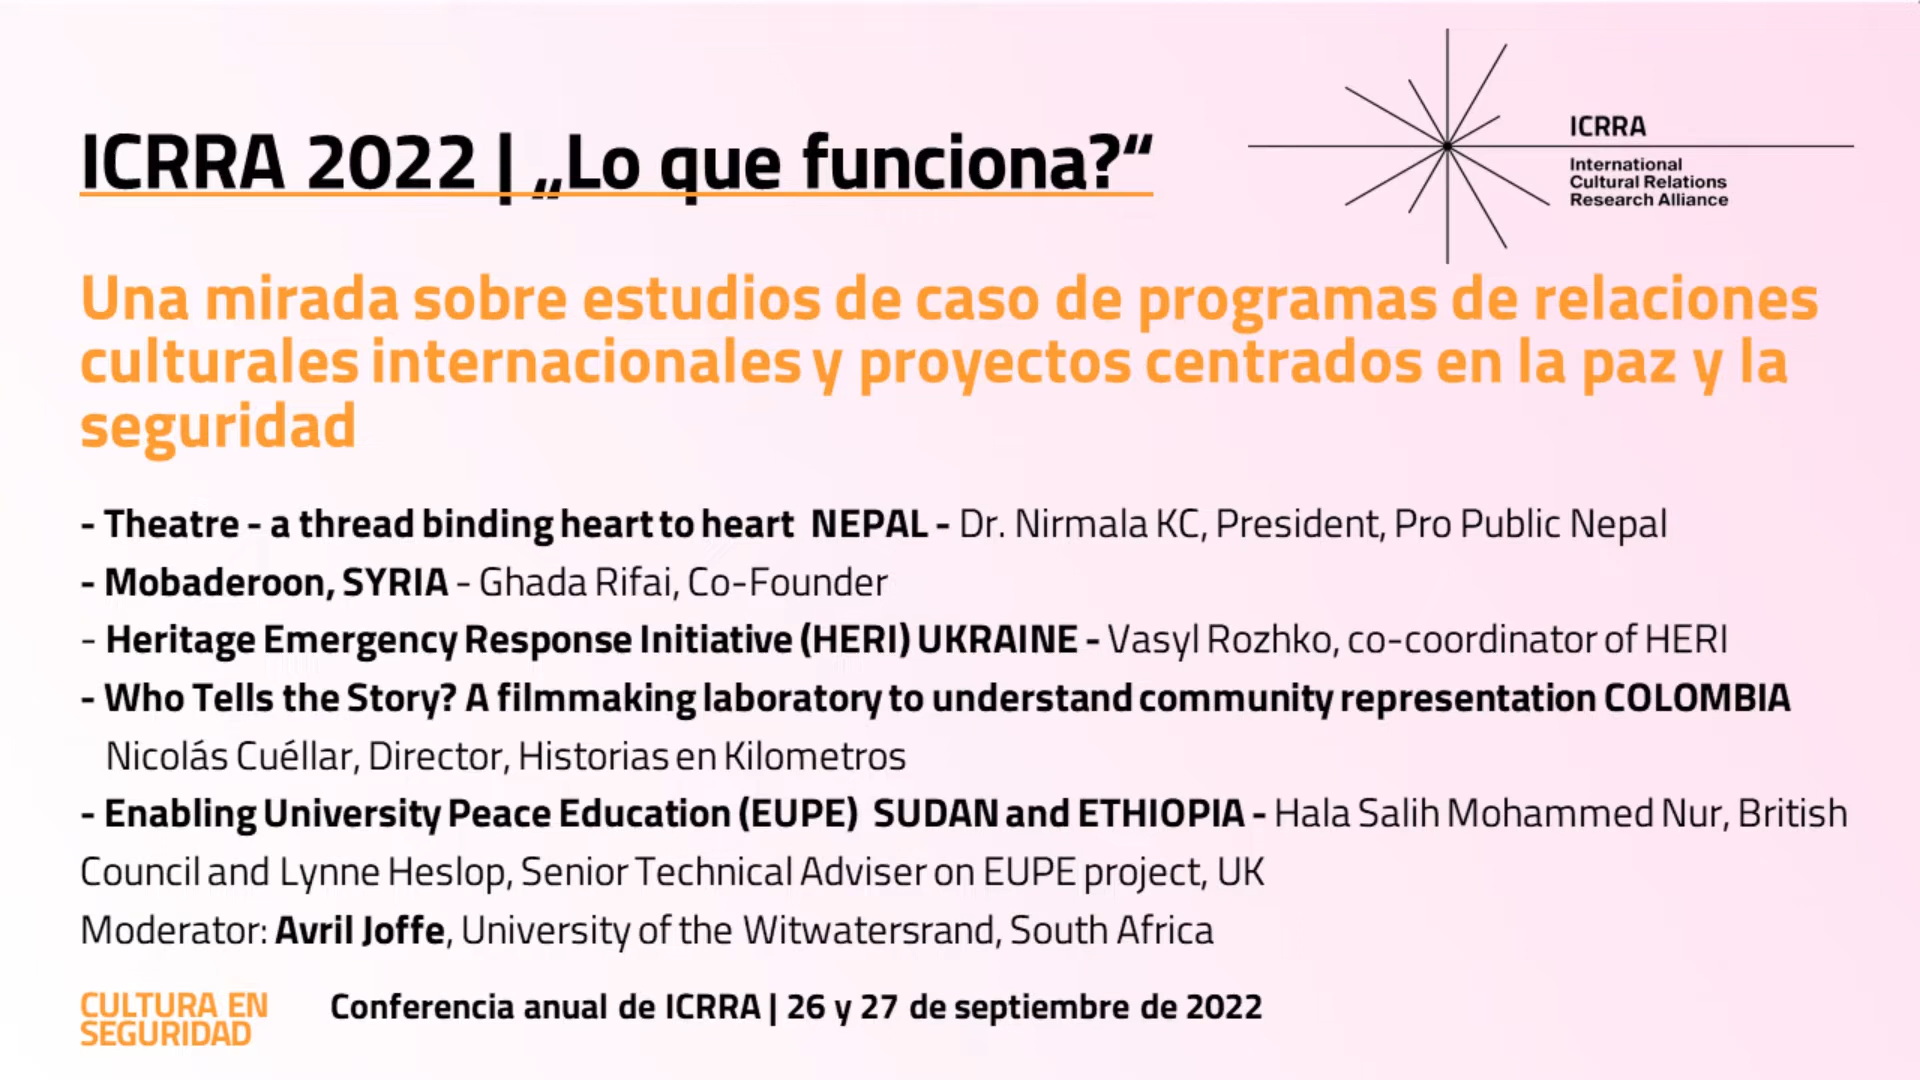 ICRRA 2022 | „Lo que funciona?“
ICRRA
International
Cultural Relations
Research Alliance
Una mirada sobre estudios de caso de programas de relaciones
culturales internacionales y proyectos centrados en la paz y la
seguridad
- Theatre - a thread binding heart to heart NEPAL - Dr. Nirmala KC, President, Pro Public Nepal
- Mobaderoon, SYRIA - Ghada Rifai, Co-Founder
- Heritage Emergency Response Initiative (HERI) UKRAINE - Vasyl Rozhko, co-coordinator of HERI
- Who Tells the Story? A filmmaking laboratory to understand community representation COLOMBIA
Nicolás Cuéllar, Director, Historias en Kilometros
- Enabling University Peace Education (EUPE) SUDAN and ETHIOPIA - Hala Salih Mohammed Nur, British
Council and Lynne Heslop, Senior Technical Adviser on EUPE project, UK
Moderator: Avril Joffe, University of the Witwatersrand, South Africa
CULTURA EN
SEGURIDAD
Conferencia anual de ICRRA | 26 y 27 de septiembre de 2022